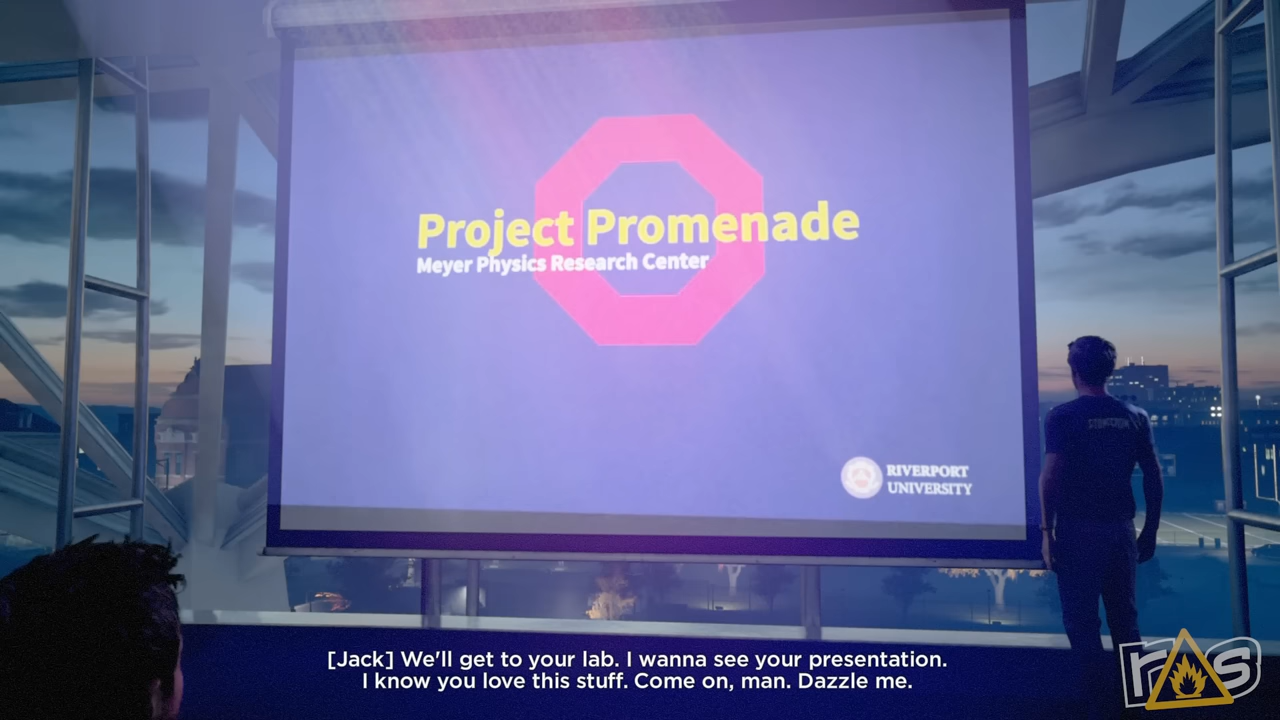 Project Promenade
Meyer Physics Research Center
RIVERPORT
UNIVERSITY
[Jack] We'll get to your lab. I wanna see your presentation.
I know you love this stuff. Come on, man. Dazzle me.
ras